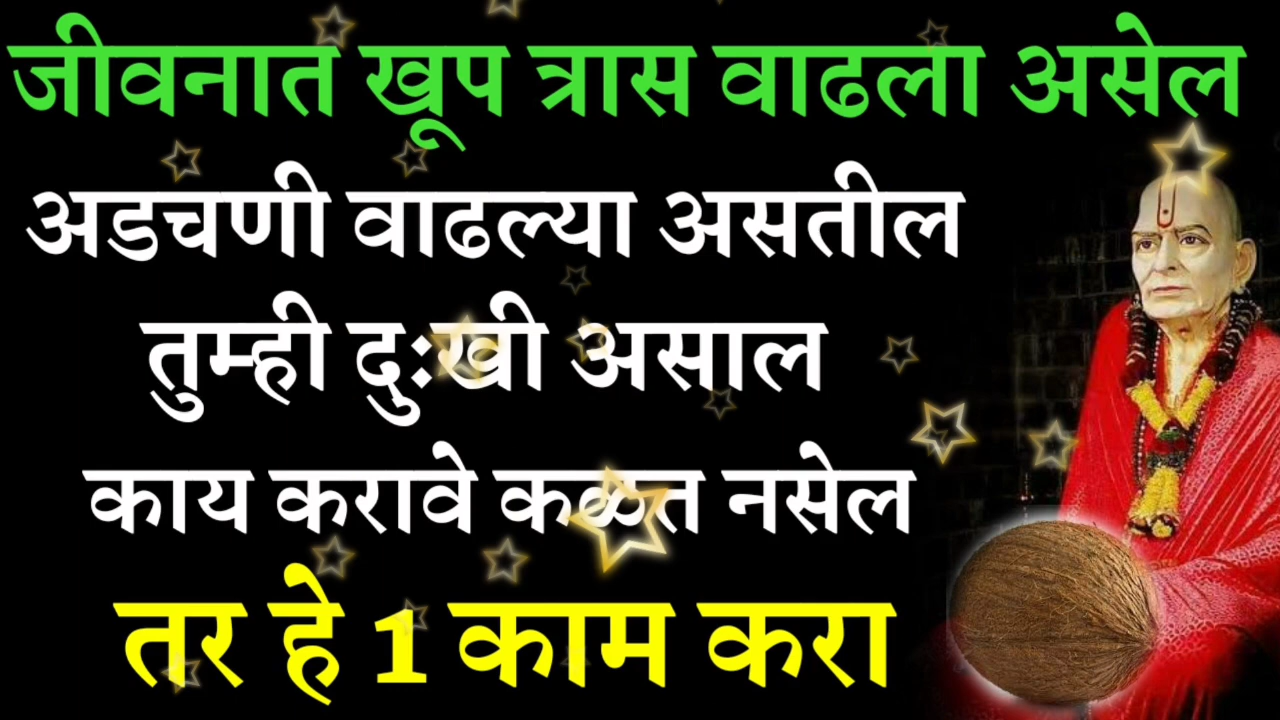 जीवनात खूप त्रास वाढला असेल
अडचणी वाढल्या असतील
तुम्ही दुःखी असाल
काय करावे कळत नसेल
तर हे 1 काम करा